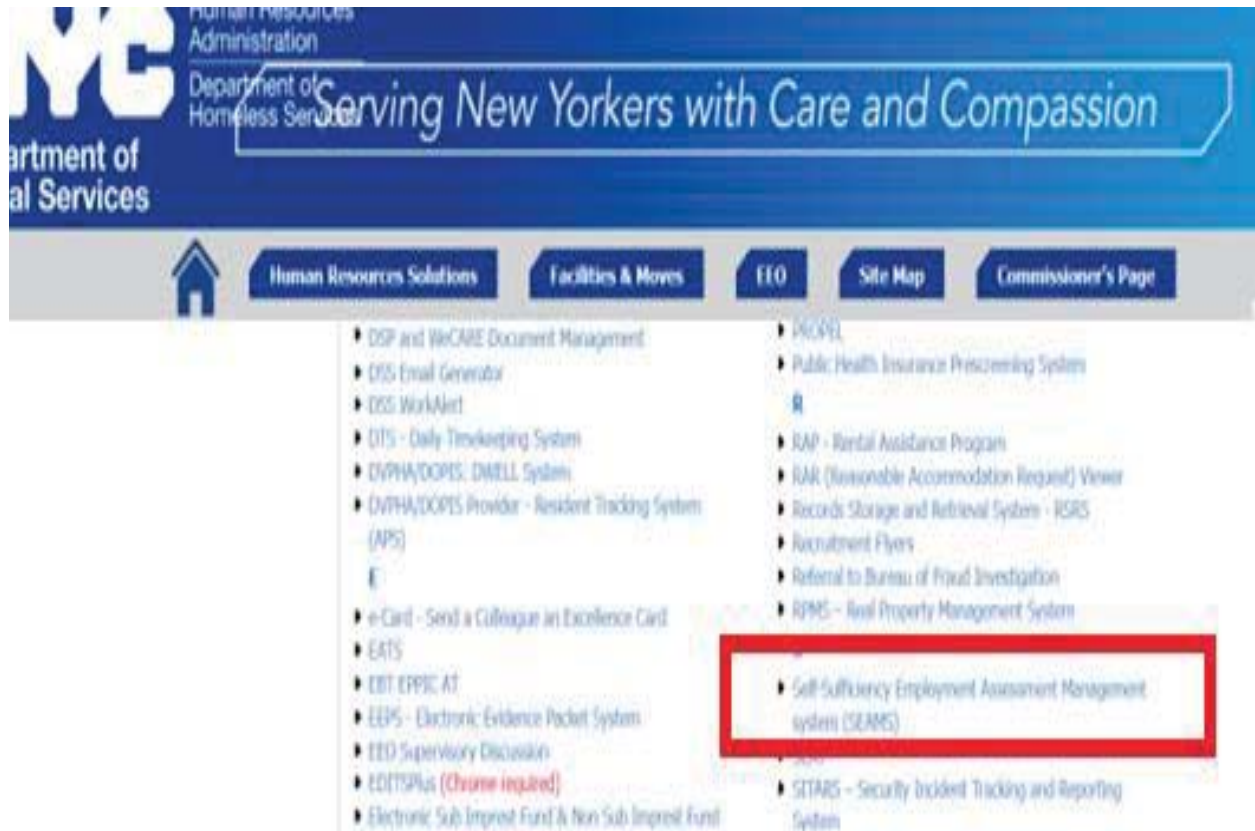 NYC
Human Resources
Administration
Department of
Homeless Services
Serving New Yorkers with Care and Compassion
artment of
al Services
Human Resources Solutions
Facilities & Moves
EEO
Site Map
Commissioner's Page
DSP and WeCARE Document Management
DSS Email Generator
DSS WorkAlert
DTS - Daily Timekeeping System
DVPHA/DOPIS: DWELL System
DVPHA/DOPIS Provider - Resident Tracking System
(APS)
E
e-Card - Send a Colleague an Excellence Card
EATS
EBT EPPIC AT
EEPS - Electronic Evidence Packet System
EEO Supervisory Discussion
EDITSPlus (Chrome required)
Electronic Sub Imprest Fund & Non Sub Imprest Fund
PROPEL
Public Health Insurance Prescreening System
R
RAP - Rental Assistance Program
RAR (Reasonable Accommodation Request) Viewer
Records Storage and Retrieval System - RSRS
Recruitment Flyers
Referral to Bureau of Fraud Investigation
RPMS – Real Property Management System
Self-Sufficiency Employment Assessment Management
system (SEAMS)
SITARS – Security Incident Tracking and Reporting
System